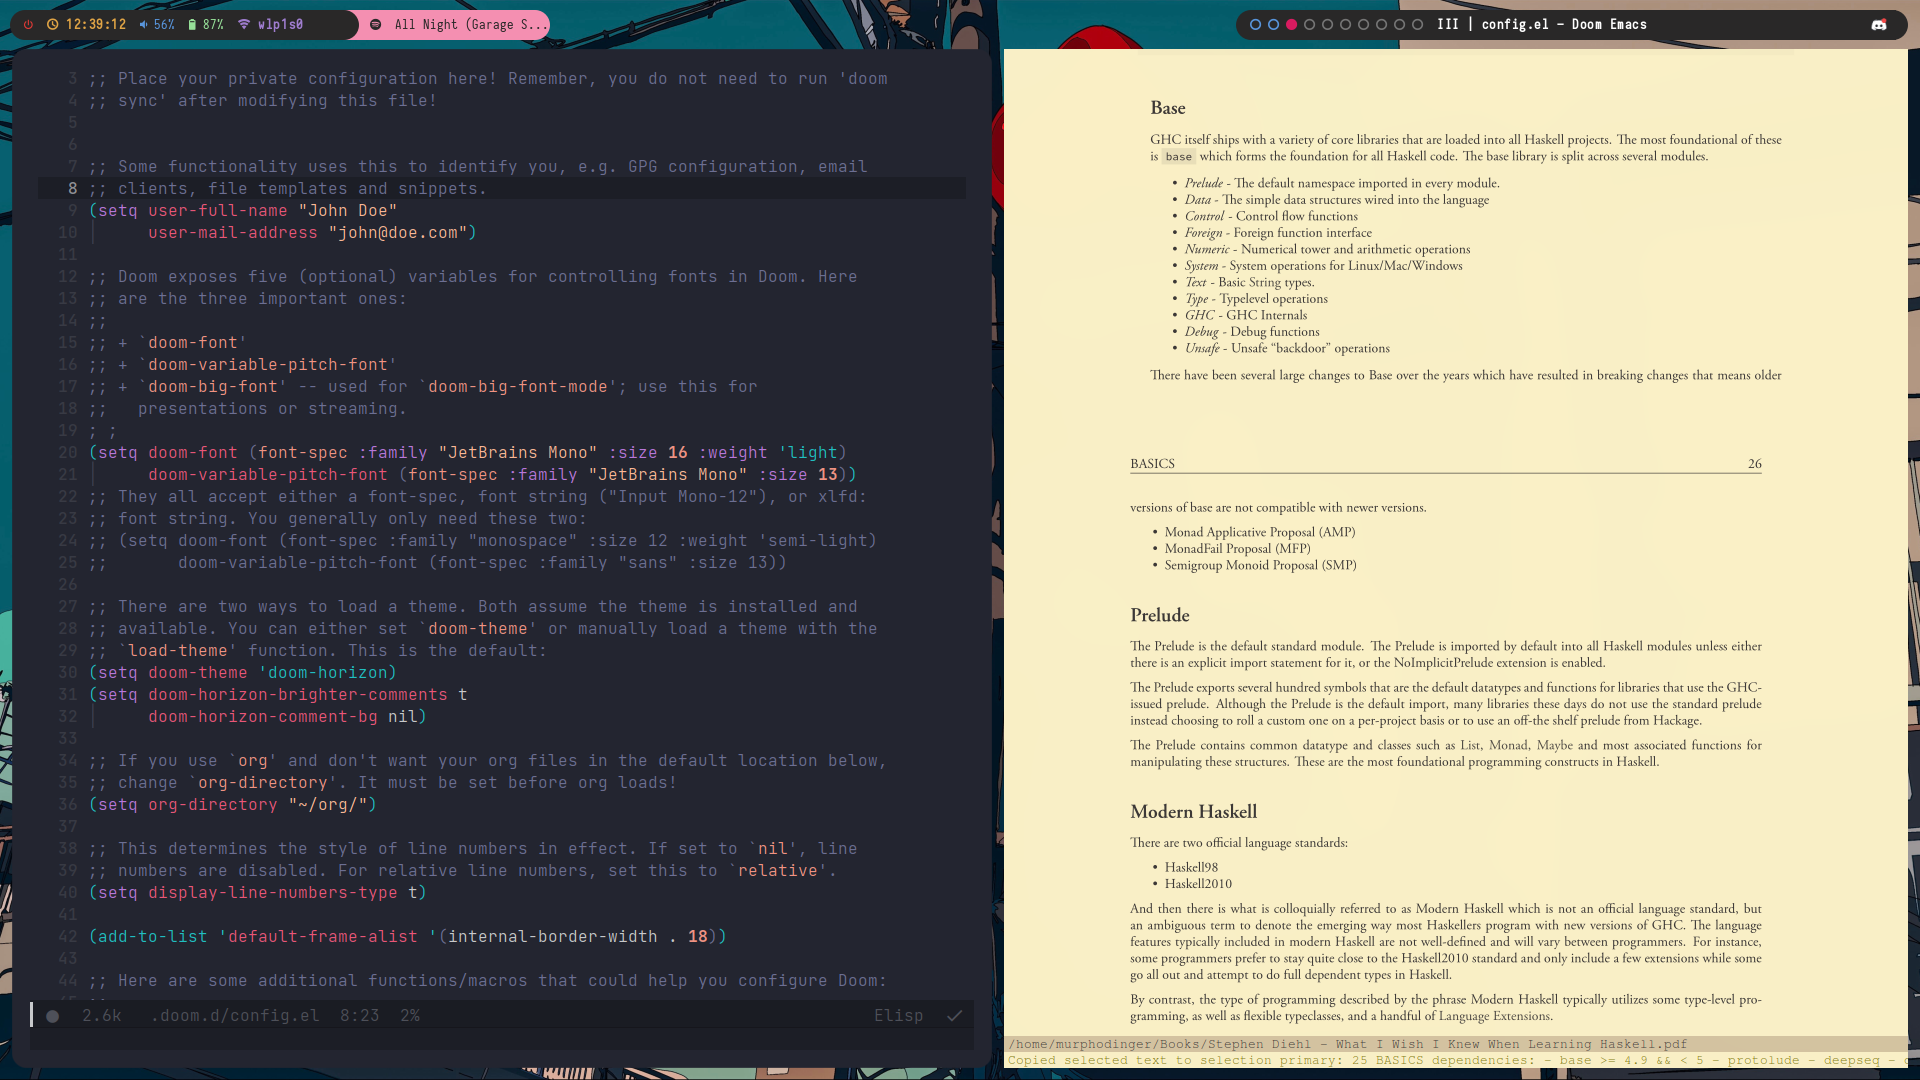 12:39:12 56% 87% wlp1s0 All Night (Garage S...
III | config.el – Doom Emacs
3 ;; Place your private configuration here! Remember, you do not need to run 'doom
4 ;; sync' after modifying this file!
5
6
7 ;; Some functionality uses this to identify you, e.g. GPG configuration, email
8 ;; clients, file templates and snippets.
9 (setq user-full-name "John Doe"
10 user-mail-address "john@doe.com")
11
12 ;; Doom exposes five (optional) variables for controlling fonts in Doom. Here
13 ;; are the three important ones:
14 ;;
15 ;; + `doom-font'
16 ;; + `doom-variable-pitch-font'
17 ;; + `doom-big-font' -- used for `doom-big-font-mode'; use this for
18 ;;   presentations or streaming.
19 ; ;
20 (setq doom-font (font-spec :family "JetBrains Mono" :size 16 :weight 'light)
21 doom-variable-pitch-font (font-spec :family "JetBrains Mono" :size 13))
22 ;; They all accept either a font-spec, font string ("Input Mono-12"), or xlfd:
23 ;; font string. You generally only need these two:
24 ;; (setq doom-font (font-spec :family "monospace" :size 12 :weight 'semi-light)
25 ;;       doom-variable-pitch-font (font-spec :family "sans" :size 13))
26
27 ;; There are two ways to load a theme. Both assume the theme is installed and
28 ;; available. You can either set `doom-theme' or manually load a theme with the
29 ;; `load-theme' function. This is the default:
30 (setq doom-theme 'doom-horizon)
31 (setq doom-horizon-brighter-comments t
32 doom-horizon-comment-bg nil)
33
34 ;; If you use `org' and don't want your org files in the default location below,
35 ;; change `org-directory'. It must be set before org loads!
36 (setq org-directory "~/org/")
37
38 ;; This determines the style of line numbers in effect. If set to `nil', line
39 ;; numbers are disabled. For relative line numbers, set this to `relative'.
40 (setq display-line-numbers-type t)
41
42 (add-to-list 'default-frame-alist '(internal-border-width . 18))
43
44 ;; Here are some additional functions/macros that could help you configure Doom:
2.6k .doom.d/config.el 8:23 2% Elisp
Base
GHC itself ships with a variety of core libraries that are loaded into all Haskell projects. The most foundational of these
is base which forms the foundation for all Haskell code. The base library is split across several modules.
• Prelude - The default namespace imported in every module.
• Data - The simple data structures wired into the language
• Control - Control flow functions
• Foreign - Foreign function interface
• Numeric - Numerical tower and arithmetic operations
• System - System operations for Linux/Mac/Windows
• Text - Basic String types.
• Type - Typelevel operations
• GHC - GHC Internals
• Debug - Debug functions
• Unsafe - Unsafe “backdoor” operations
There have been several large changes to Base over the years which have resulted in breaking changes that means older
BASICS 26
versions of base are not compatible with newer versions.
• Monad Applicative Proposal (AMP)
• MonadFail Proposal (MFP)
• Semigroup Monoid Proposal (SMP)
Prelude
The Prelude is the default standard module. The Prelude is imported by default into all Haskell modules unless either
there is an explicit import statement for it, or the NoImplicitPrelude extension is enabled.
The Prelude exports several hundred symbols that are the default datatypes and functions for libraries that use the GHC-
issued prelude. Although the Prelude is the default import, many libraries these days do not use the standard prelude
instead choosing to roll a custom one on a per-project basis or to use an off-the shelf prelude from Hackage.
The Prelude contains common datatype and classes such as List, Monad, Maybe and most associated functions for
manipulating these structures. These are the most foundational programming constructs in Haskell.
Modern Haskell
There are two official language standards:
• Haskell98
• Haskell2010
And then there is what is colloquially referred to as Modern Haskell which is not an official language standard, but
an ambiguous term to denote the emerging way most Haskellers program with new versions of GHC. The language
features typically included in modern Haskell are not well-defined and will vary between programmers. For instance,
some programmers prefer to stay quite close to the Haskell2010 standard and only include a few extensions while some
go all out and attempt to do full dependent types in Haskell.
By contrast, the type of programming described by the phrase Modern Haskell typically utilizes some type-level pro-
gramming, as well as flexible typeclasses, and a handful of Language Extensions.
/home/murphodinger/Books/Stephen Diehl - What I Wish I Knew When Learning Haskell.pdf
Copied selected text to selection primary: 25 BASICS dependencies: - base >= 4.9 && < 5 - protolude - deepseq -